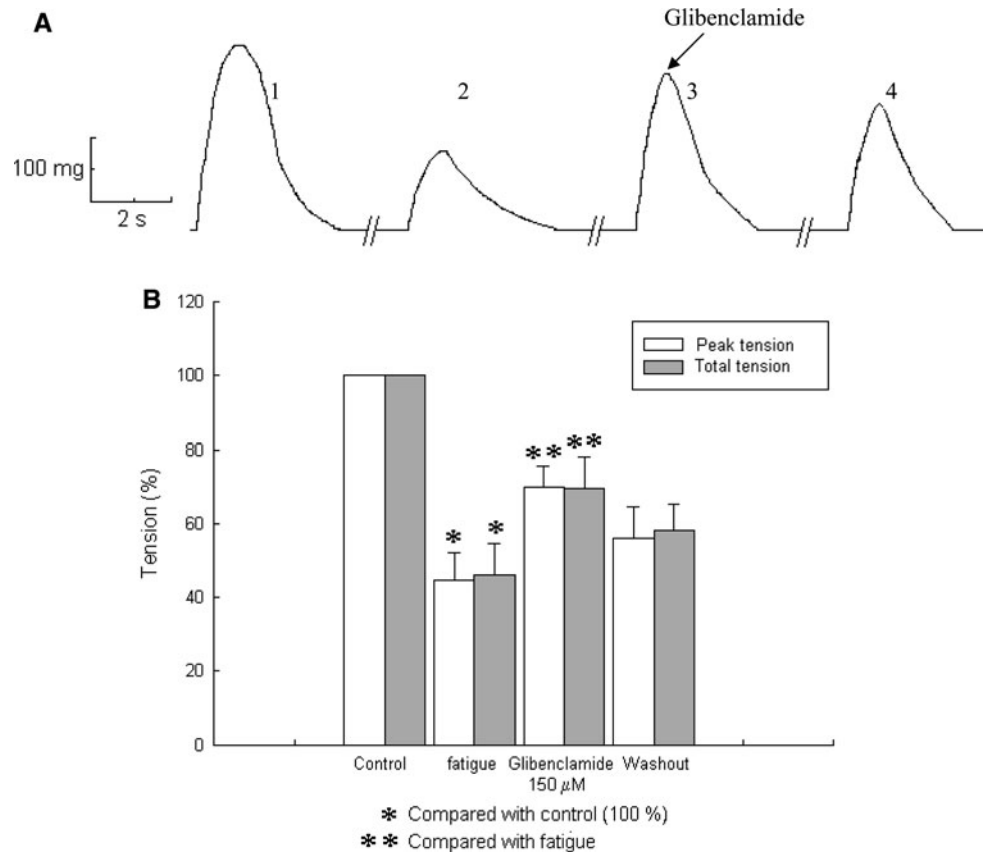 A
Glibenclamide
1
2
3
4
100 mg
2 s
B
120
100
80
60
40
20
0
Tension (%)
Peak tension
Total tension
* *
* *
*
*
Control
fatigue
Glibenclamide
150 μM
Washout
* Compared with control (100 %)
* * Compared with fatigue